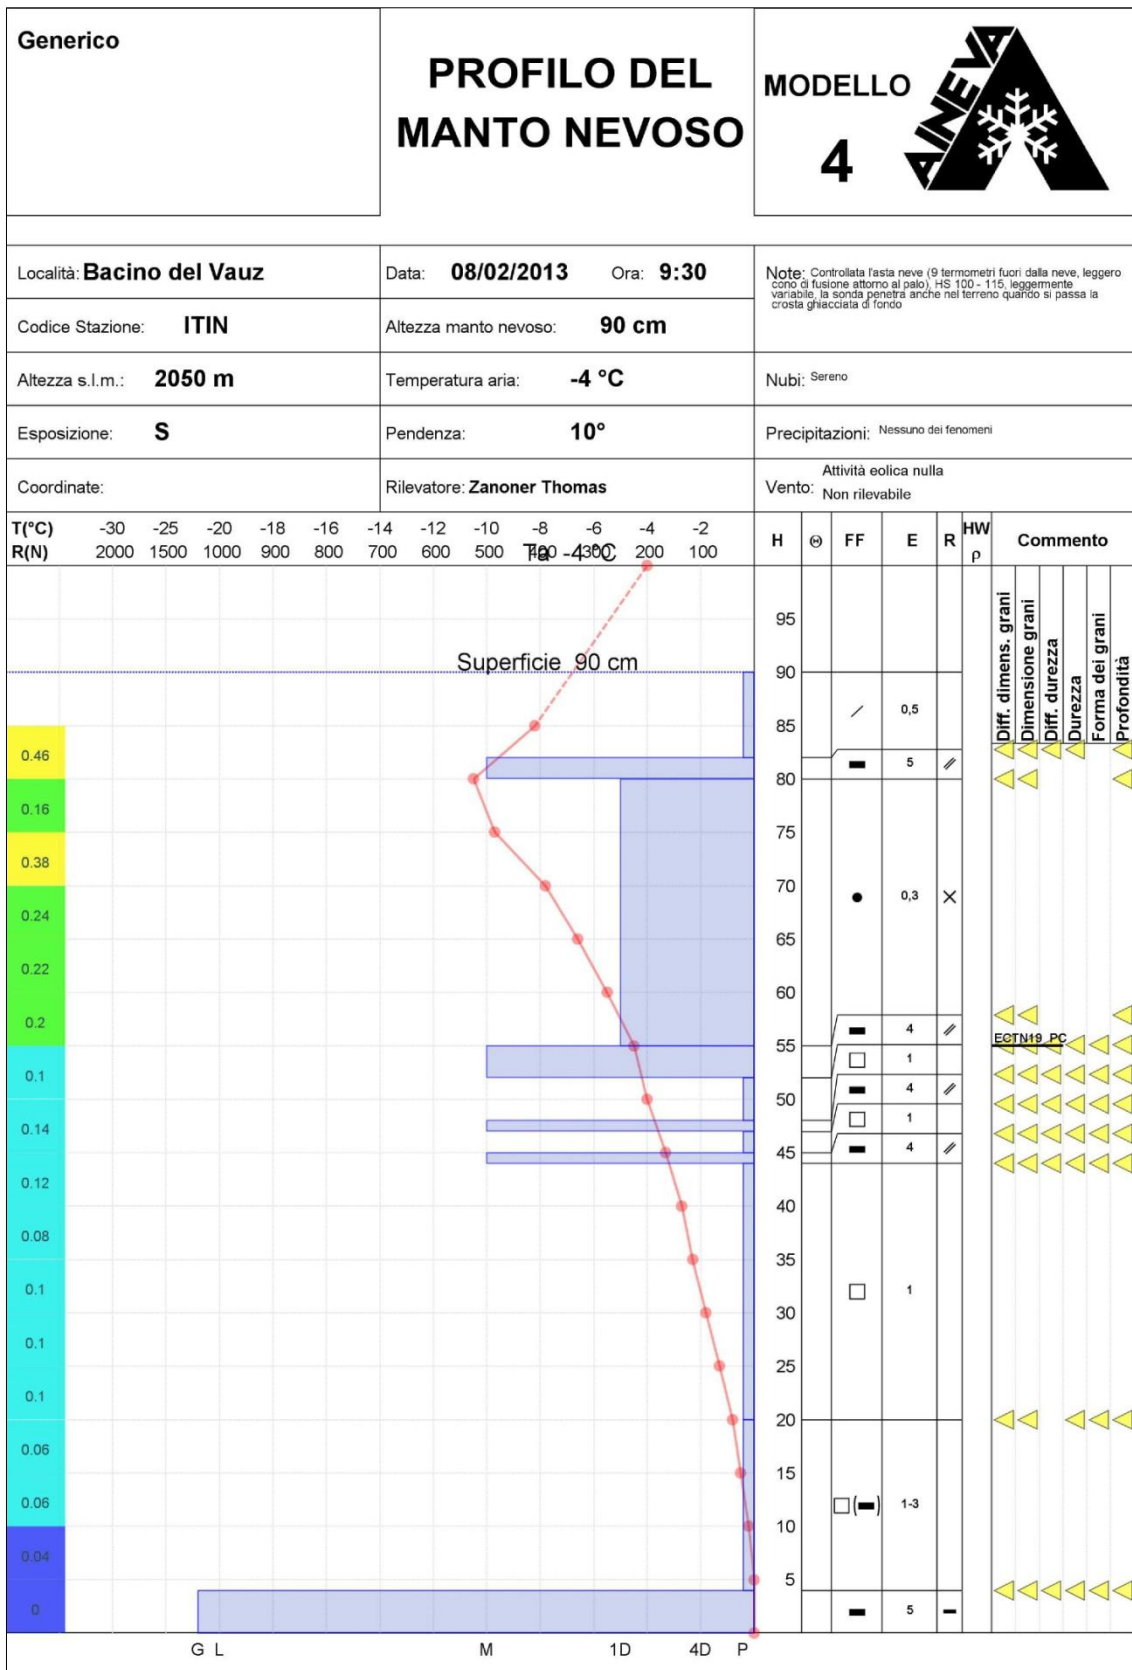 Generico
PROFILO DEL
MANTO NEVOSO
MODELLO
4
AINEVA
Località: Bacino del Vauz
Data: 08/02/2013 Ora: 9:30
Note: Controllata l'asta neve (9 termometri fuori dalla neve, leggero
cono di fusione attorno al palo), HS 100 - 115, leggermente
variabile, la sonda penetra anche nel terreno quando si passa la
crosta ghiacciata di fondo
Codice Stazione: ITIN
Altezza manto nevoso: 90 cm
Altezza s.l.m.: 2050 m
Temperatura aria: -4 °C
Nubi: Sereno
Esposizione: S
Pendenza: 10°
Precipitazioni: Nessuno dei fenomeni
Coordinate:
Rilevatore: Zanoner Thomas
Vento: Attività eolica nulla
Non rilevabile
T(°C) -30 -25 -20 -16 -14 -12 -10 -8 -6 -4 -2
R(N) 2000 1500 1000 900 800 700 600 500 400 300 200 100
Ta -4 °C
H Θ FF E R HW ρ Commento
Diff. dimens. grani
Dimensione grani
Diff. durezza
Durezza
Forma dei grani
Profondità
95
Superficie 90 cm
90
0,5
85
0.46
5
80
0.16
75
0.38
70
0,3
0.24
65
0.22
60
0.2
4
55
ECTN19 PC
1
0.1
4
50
1
0.14
4
45
0.12
40
0.08
35
0.1
1
30
0.1
25
0.1
20
0.06
15
0.06
1-3
10
0.04
5
0
5
G L M 1D 4D P